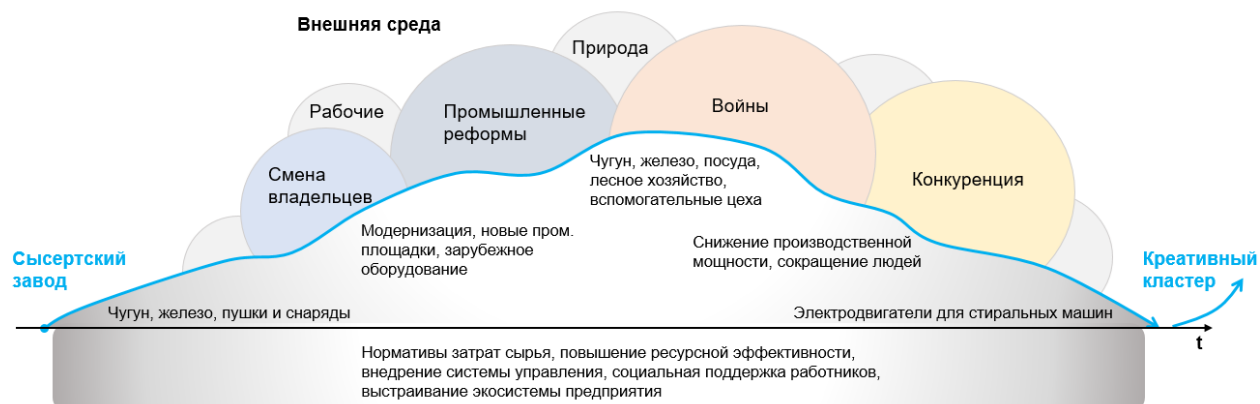 Внешняя среда
Природа
Рабочие
Промышленные
реформы
Войны
Смена
владельцев
Чугун, железо, посуда,
лесное хозяйство,
вспомогательные цеха
Конкуренция
Модернизация, новые пром.
площадки, зарубежное
оборудование
Снижение производственной
мощности, сокращение людей
Сысертский
завод
Креативный
кластер
Чугун, железо, пушки и снаряды
Электродвигатели для стиральных машин
t
Нормативы затрат сырья, повышение ресурсной эффективности,
внедрение системы управления, социальная поддержка работников,
выстраивание экосистемы предприятия